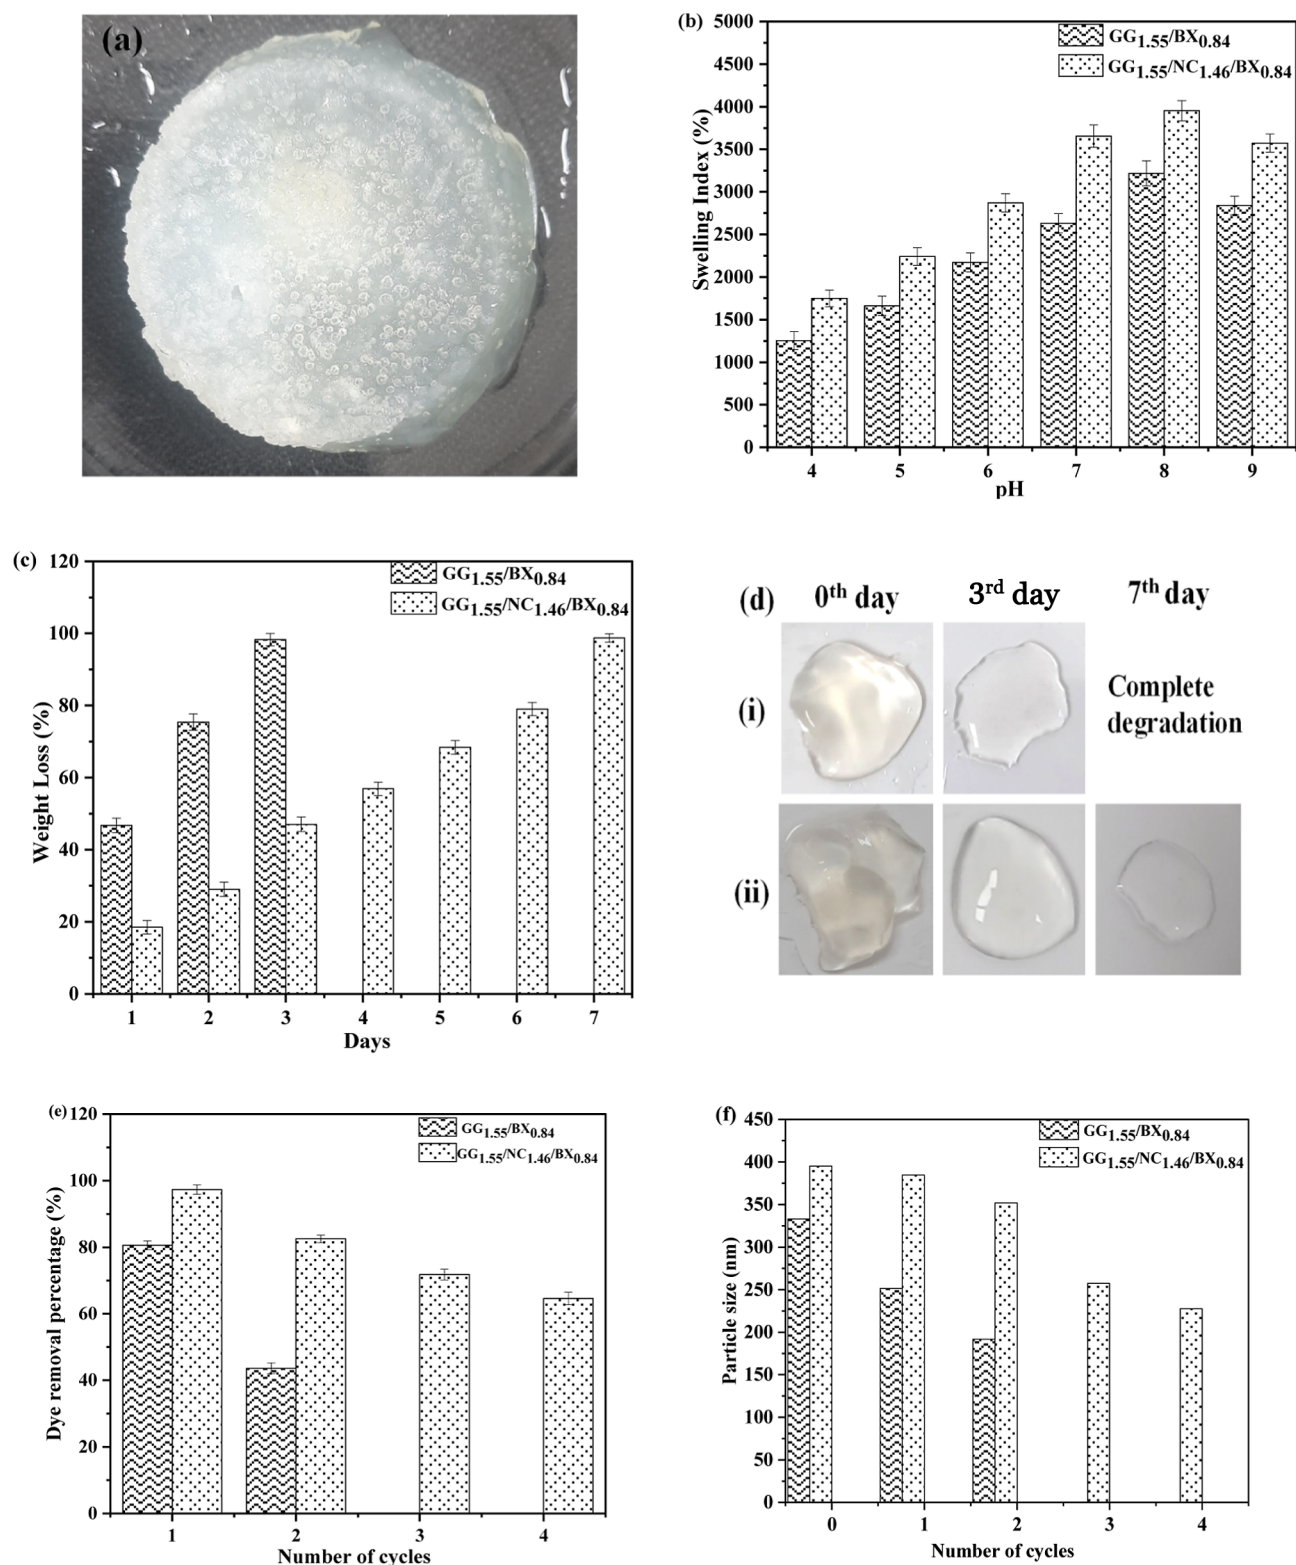 (a)
(b)
5000
4500
4000
3500
3000
2500
2000
1500
1000
500
0
Swelling Index (%)
GG1.55/BX0.84
GG1.55/NC1.46/BX0.84
4 5 6 7 8 9
pH
(c)
120
100
80
60
40
20
0
Weight Loss (%)
GG1.55/BX0.84
GG1.55/NC1.46/BX0.84
1 2 3 4 5 6 7
Days
(d) 0th day 3rd day 7th day
(i)
Complete
degradation
(ii)
(e)
120
100
80
60
40
20
0
Dye removal percentage (%)
GG1.55/BX0.84
GG1.55/NC1.46/BX0.84
1 2 3 4
Number of cycles
(f)
450
400
350
300
250
200
150
100
50
0
Particle size (nm)
GG1.55/BX0.84
GG1.55/NC1.46/BX0.84
0 1 2 3 4
Number of cycles